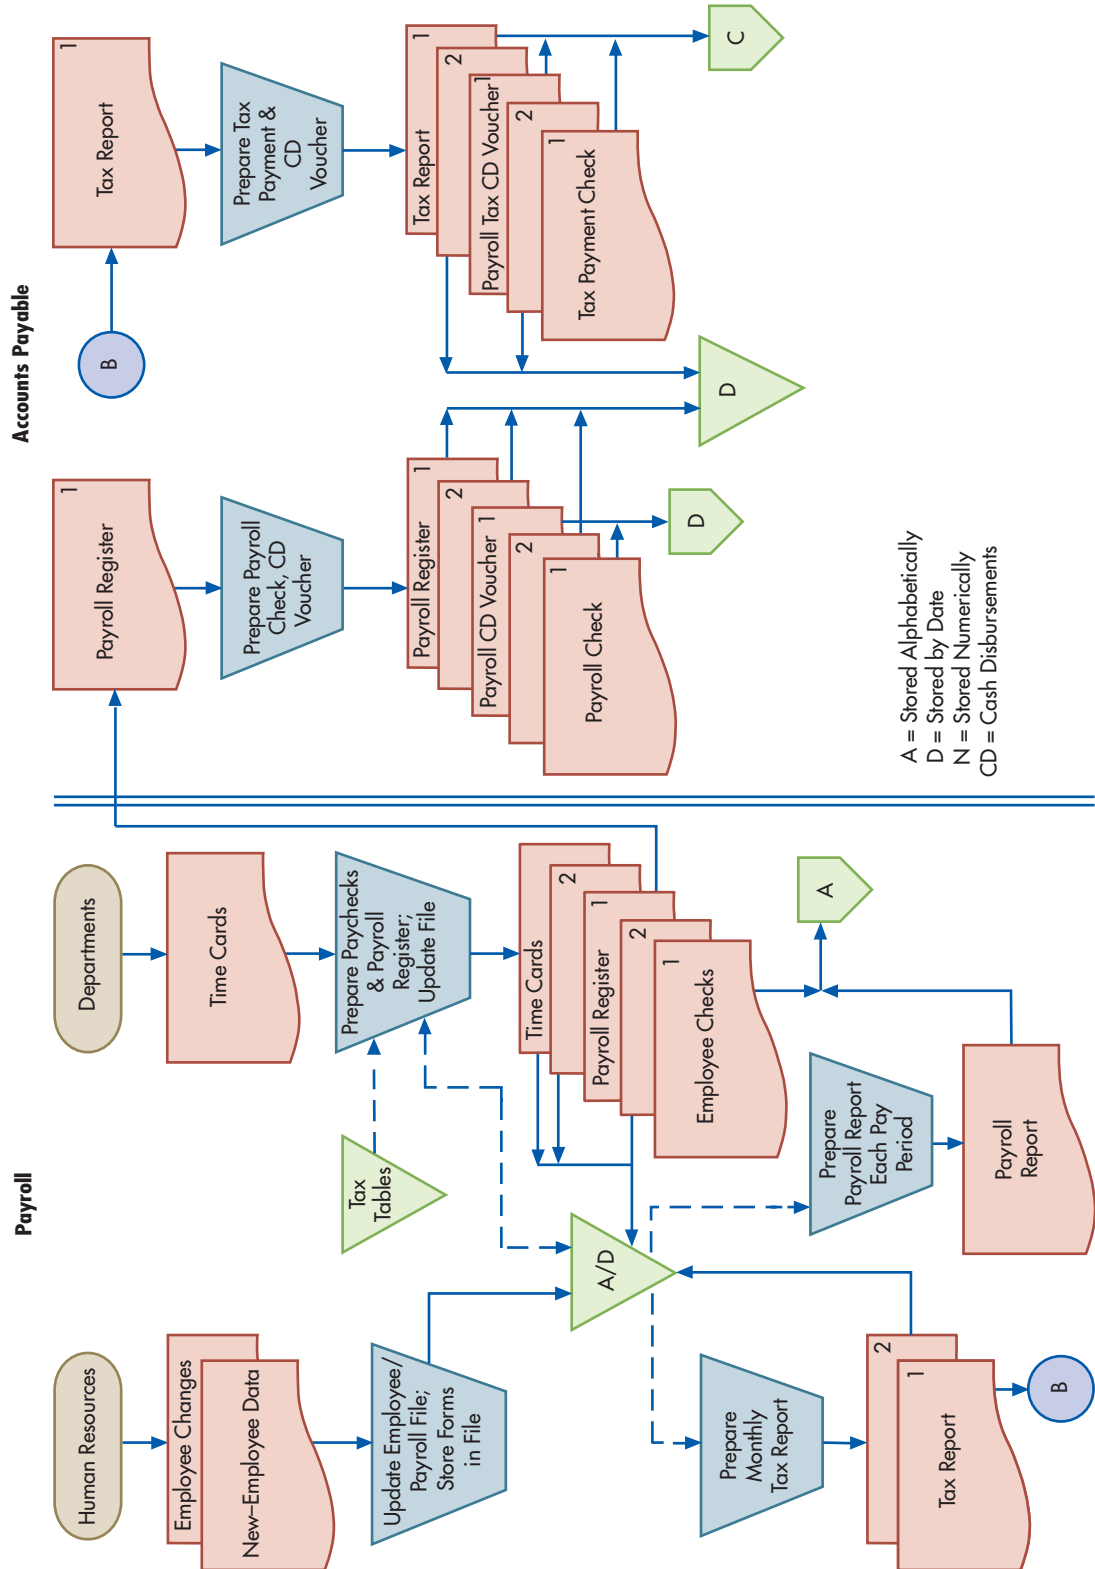 Payroll
Accounts Payable
Human Resources
Employee Changes
New–Employee Data
Update Employee/
Payroll File;
Store Forms
in File
Prepare
Monthly
Tax Report
2
1
Tax Report
B
A/D
Tax
Tables
Departments
Time Cards
Prepare Paychecks
& Payroll
Register;
Update File
Time Cards
2
Payroll Register
1
2
1
Employee Checks
A
Prepare
Payroll Report
Each Pay
Period
Payroll
Report
1
Payroll Register
Prepare Payroll
Check, CD
Voucher
Payroll Register
1
2
Payroll CD Voucher
1
2
1
Payroll Check
D
D
B
1
Tax Report
Prepare Tax
Payment &
CD
Voucher
Tax Report
1
2
Payroll Tax CD Voucher
1
2
1
Tax Payment Check
C
A = Stored Alphabetically
D = Stored by Date
N = Stored Numerically
CD = Cash Disbursements